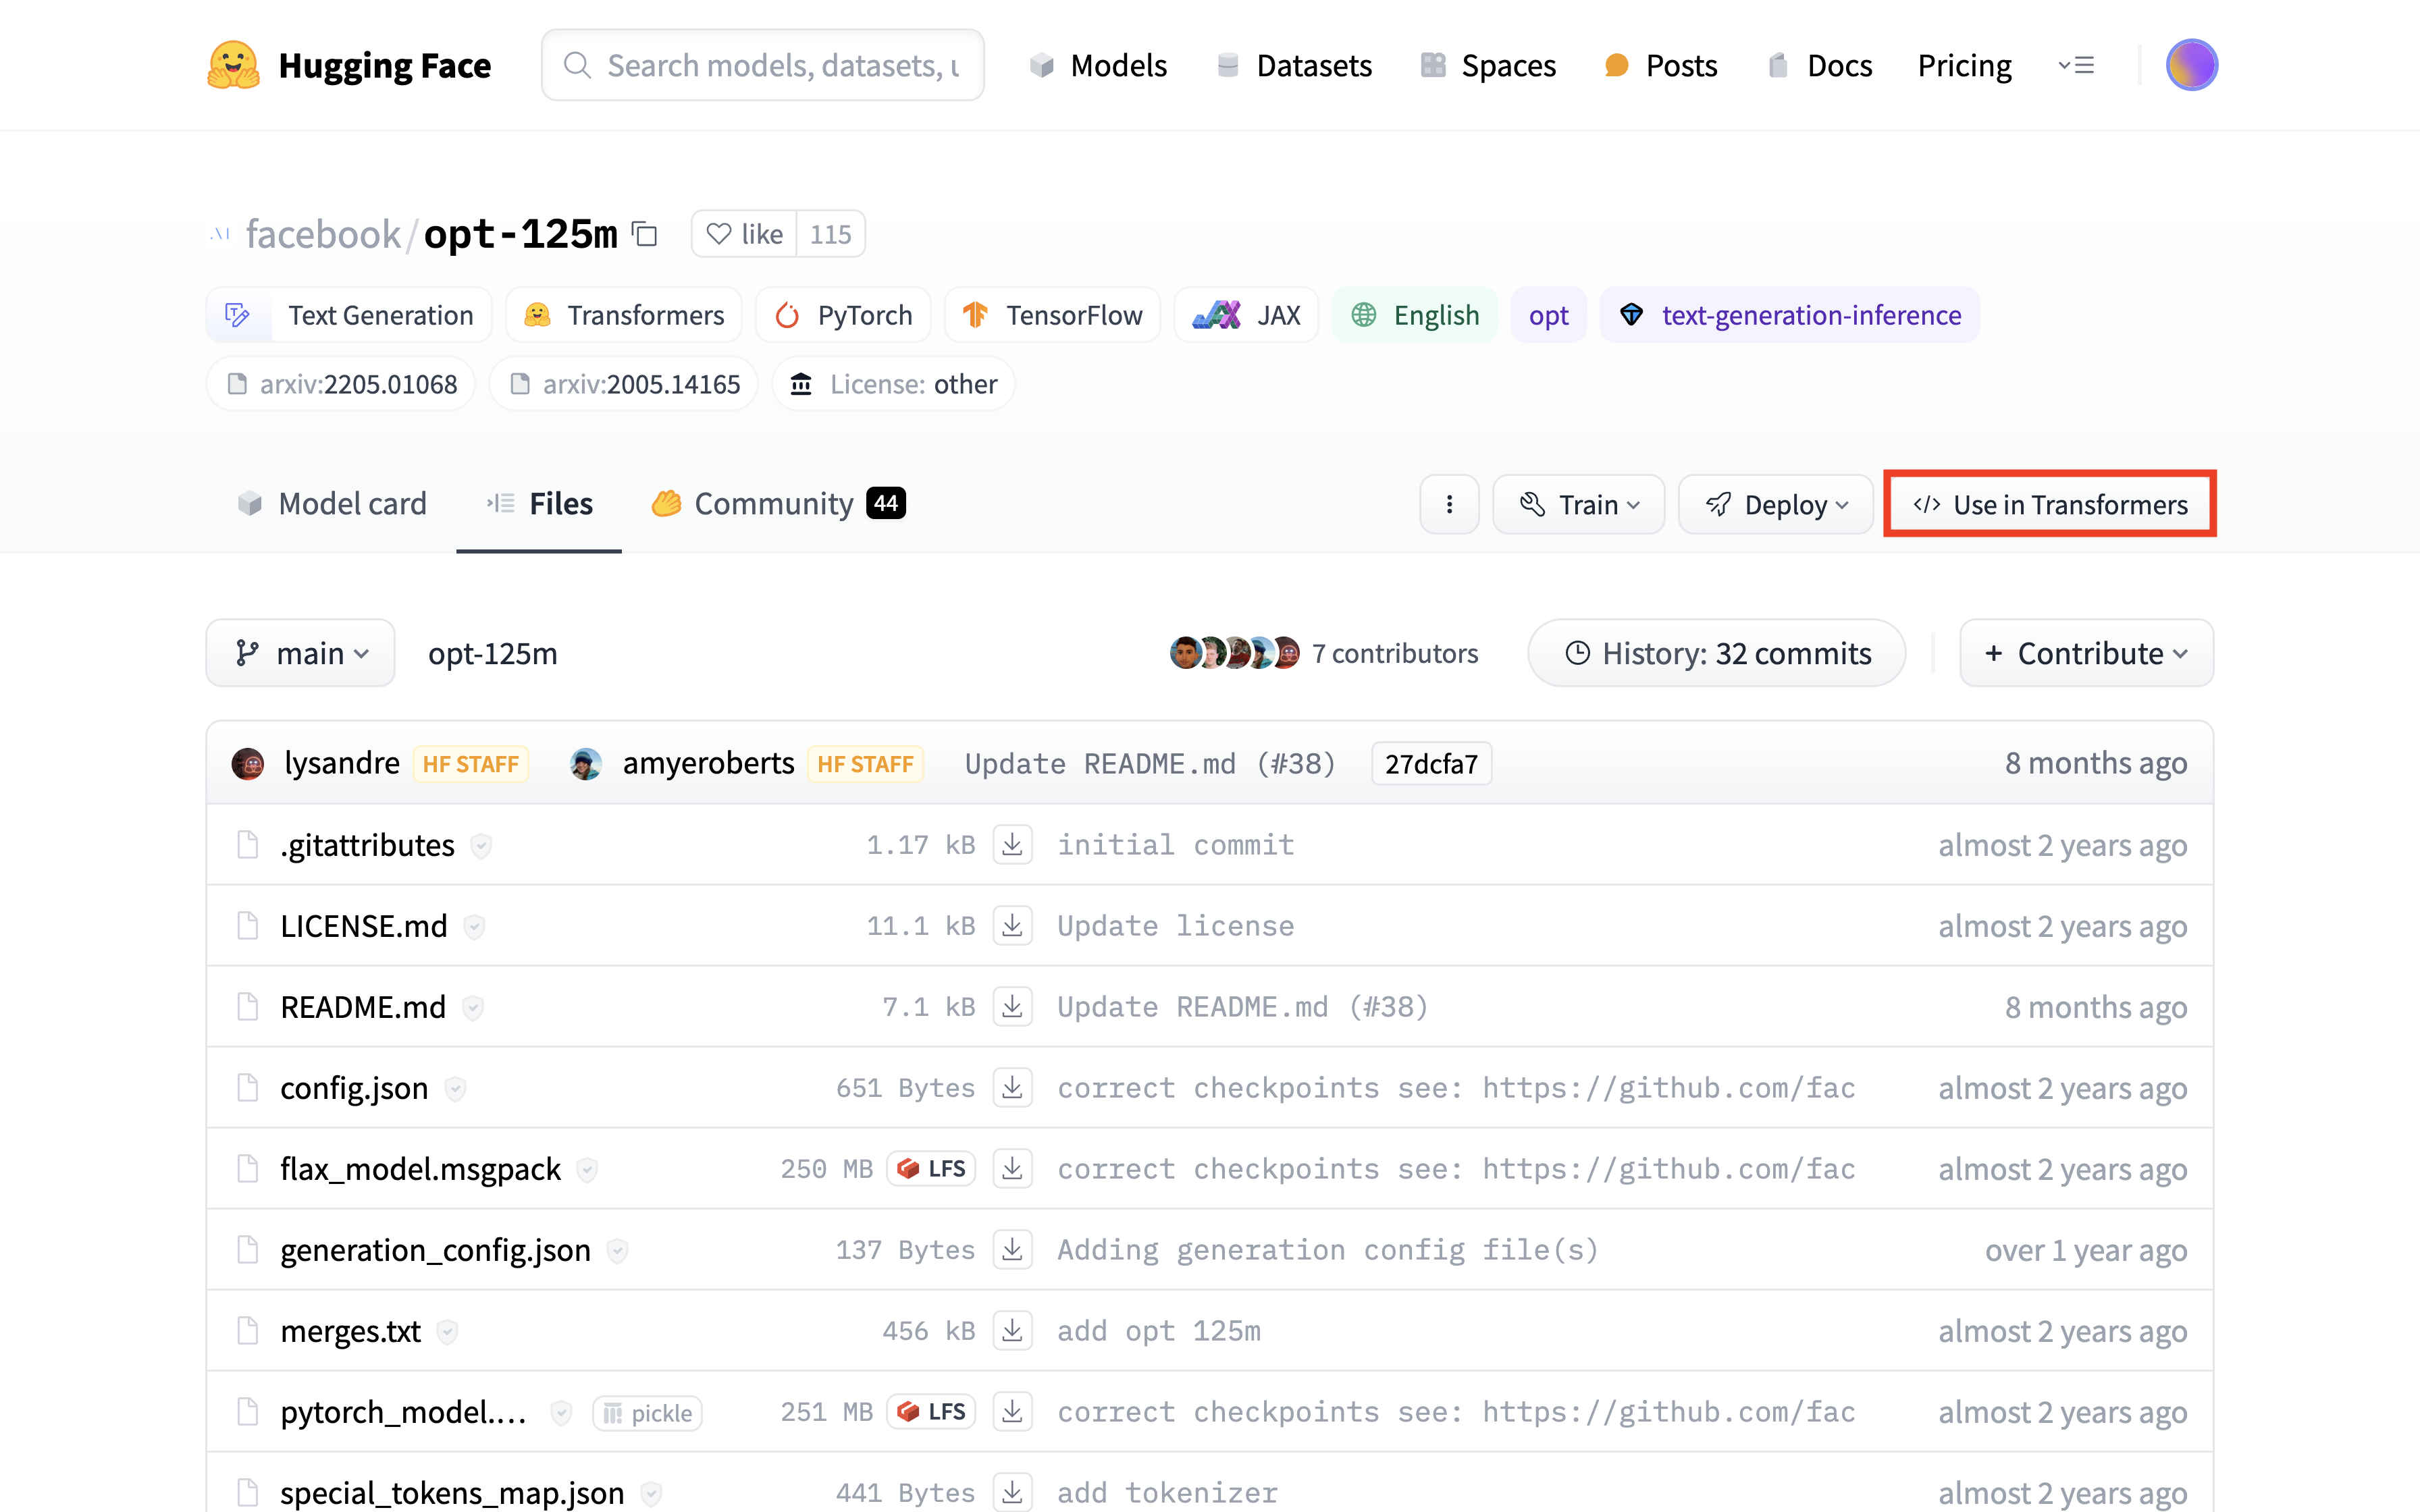 Hugging Face
Search models, datasets, u
Models
Datasets
Spaces
Posts
Docs
Pricing
facebook/opt-125m
like 115
Text Generation
Transformers
PyTorch
TensorFlow
JAX
English
opt
text-generation-inference
arxiv:2205.01068
arxiv:2005.14165
License: other
Model card
Files
Community 44
Train
Deploy
</> Use in Transformers
main
opt-125m
7 contributors
History: 32 commits
+ Contribute
lysandre HF STAFF amyeroberts HF STAFF Update README.md (#38) 27dcfa7 8 months ago
.gitattributes 1.17 kB initial commit almost 2 years ago
LICENSE.md 11.1 kB Update license almost 2 years ago
README.md 7.1 kB Update README.md (#38) 8 months ago
config.json 651 Bytes correct checkpoints see: https://github.com/fac almost 2 years ago
flax_model.msgpack 250 MB LFS correct checkpoints see: https://github.com/fac almost 2 years ago
generation_config.json 137 Bytes Adding generation config file(s) over 1 year ago
merges.txt 456 kB add opt 125m almost 2 years ago
pytorch_model.... pickle 251 MB LFS correct checkpoints see: https://github.com/fac almost 2 years ago
special_tokens_map.json 441 Bytes add tokenizer almost 2 years ago